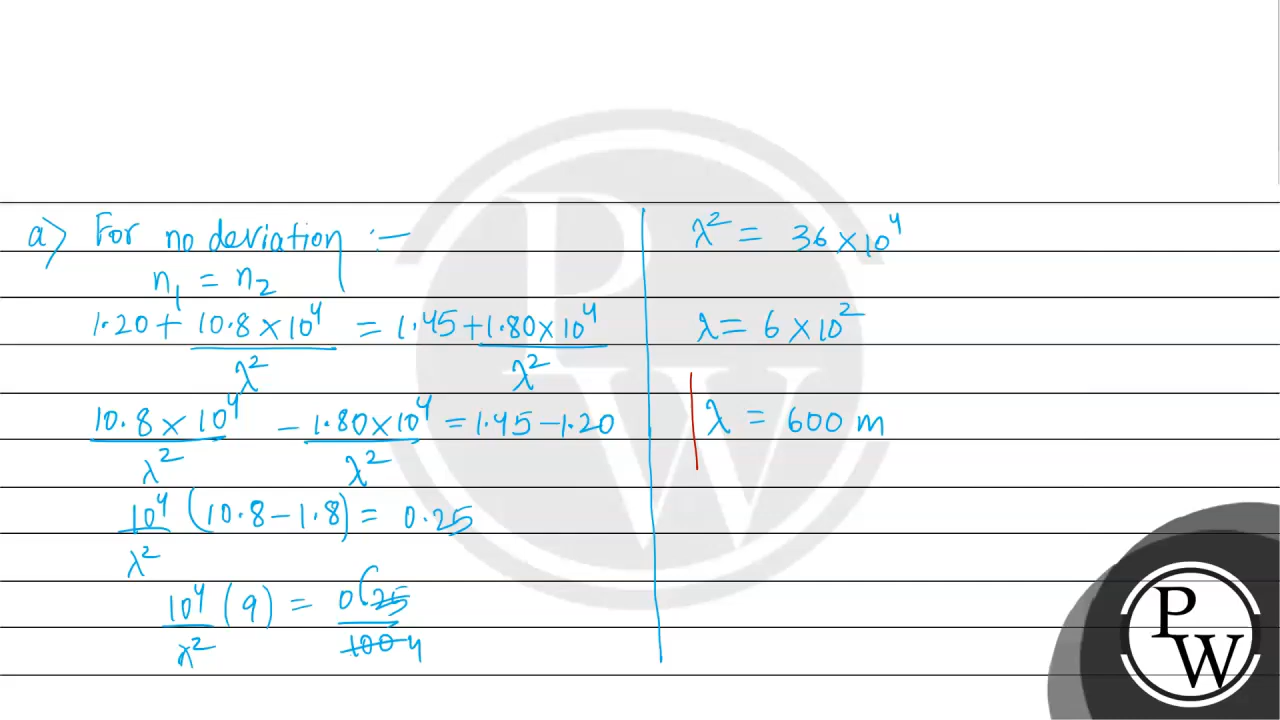 a) For no deviation :-
n₁ = n₂
1.20 + 10.8 × 10⁴ / λ² = 1.45 + 1.80 × 10⁴ / λ²
10.8 × 10⁴ / λ² - 1.80 × 10⁴ / λ² = 1.45 - 1.20
10⁴ / λ² (10.8 - 1.8) = 0.25
10⁴ / λ² (9) = 0(25 / 100 4
λ² = 36 × 10⁴
λ = 6 × 10²
λ = 600 m
P
W
P
W